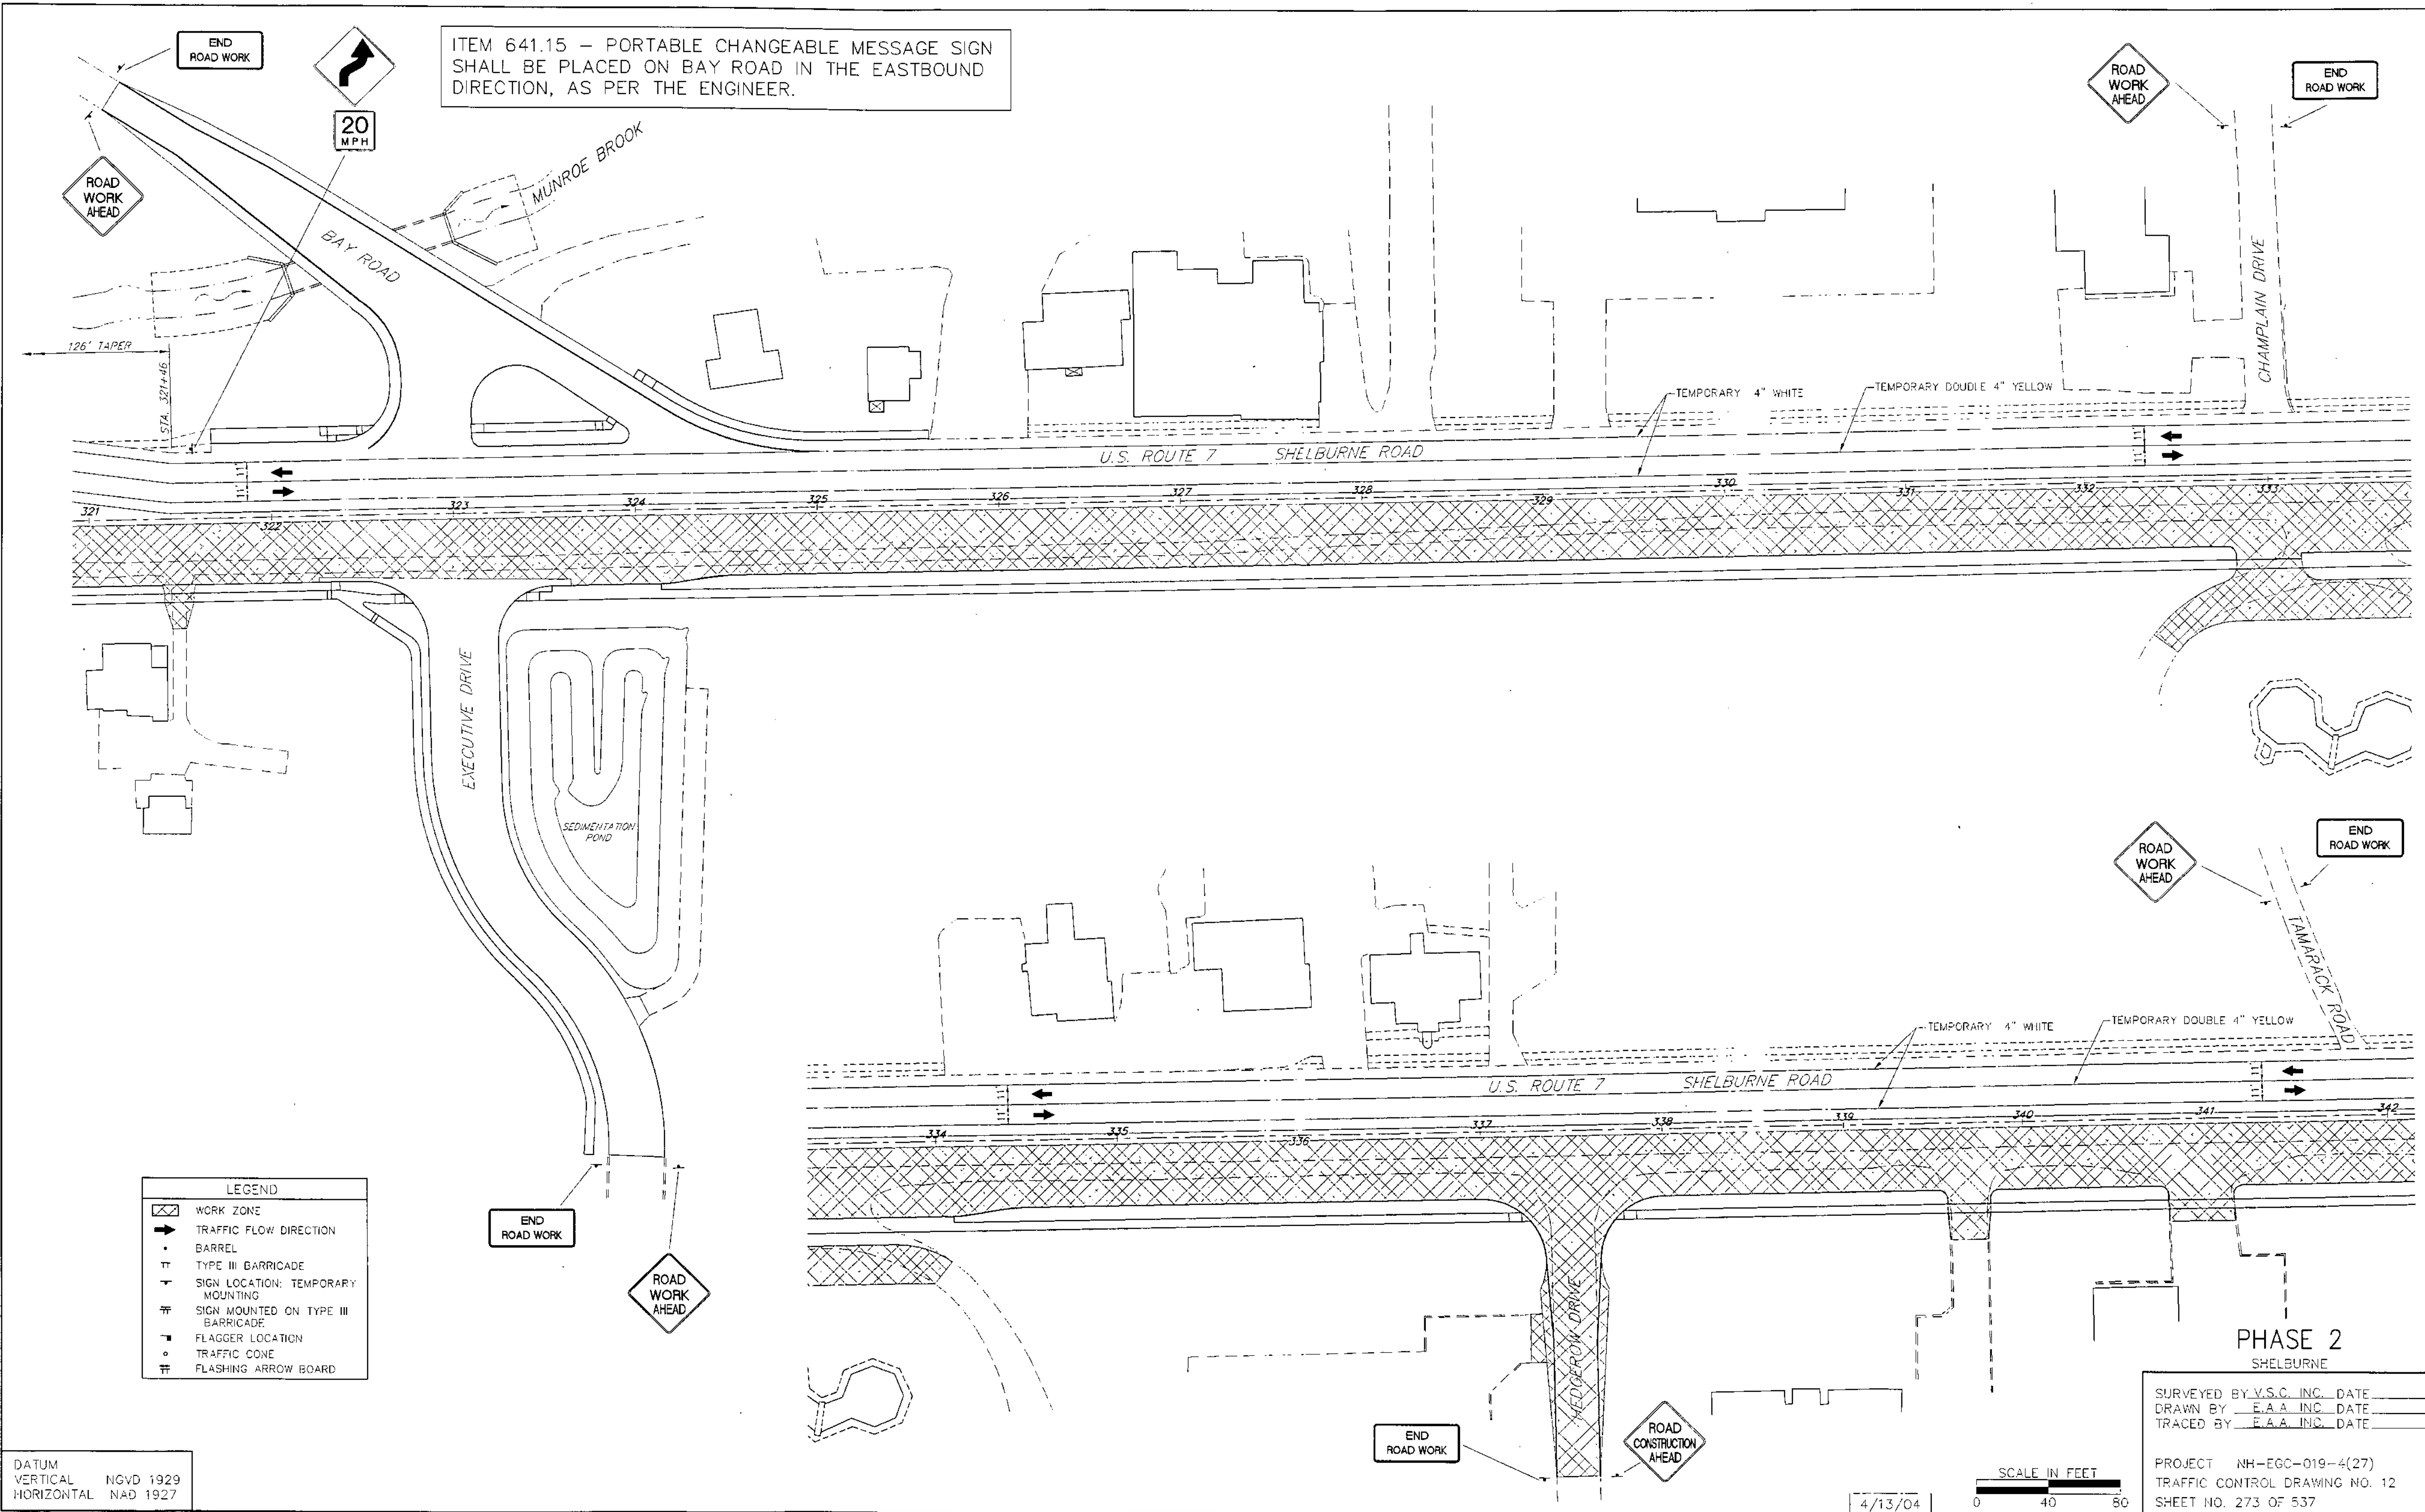 END
ROAD WORK
ITEM 641.15 — PORTABLE CHANGEABLE MESSAGE SIGN
SHALL BE PLACED ON BAY ROAD IN THE EASTBOUND
DIRECTION, AS PER THE ENGINEER.
20
MPH
ROAD
WORK
AHEAD
ROAD
WORK
AHEAD
END
ROAD WORK
MUNROE BROOK
BAY ROAD
CHAMPLAIN DRIVE
126' TAPER
STA. 321+46
TEMPORARY 4" WHITE
TEMPORARY DOUBLE 4" YELLOW
U.S. ROUTE 7 SHELBURNE ROAD
321
322
323
324
325
326
327
328
329
330
331
332
333
EXECUTIVE DRIVE
SEDIMENTATION
POND
END
ROAD WORK
ROAD
WORK
AHEAD
ROAD
WORK
AHEAD
END
ROAD WORK
TAMARACK ROAD
TEMPORARY 4" WHITE
TEMPORARY DOUBLE 4" YELLOW
U.S. ROUTE 7 SHELBURNE ROAD
334
335
336
337
338
339
340
341
342
HEDGEROW DRIVE
END
ROAD WORK
ROAD
CONSTRUCTION
AHEAD
LEGEND
WORK ZONE
TRAFFIC FLOW DIRECTION
BARREL
TYPE III BARRICADE
SIGN LOCATION: TEMPORARY
MOUNTING
SIGN MOUNTED ON TYPE III
BARRICADE
FLAGGER LOCATION
TRAFFIC CONE
FLASHING ARROW BOARD
DATUM
VERTICAL NGVD 1929
HORIZONTAL NAD 1927
4/13/04
SCALE IN FEET
0 40 80
PHASE 2
SHELBURNE
SURVEYED BY V.S.C. INC. DATE
DRAWN BY E.A.A. INC. DATE
TRACED BY E.A.A. INC. DATE
PROJECT NH-EGC-019-4(27)
TRAFFIC CONTROL DRAWING NO. 12
SHEET NO. 273 OF 537